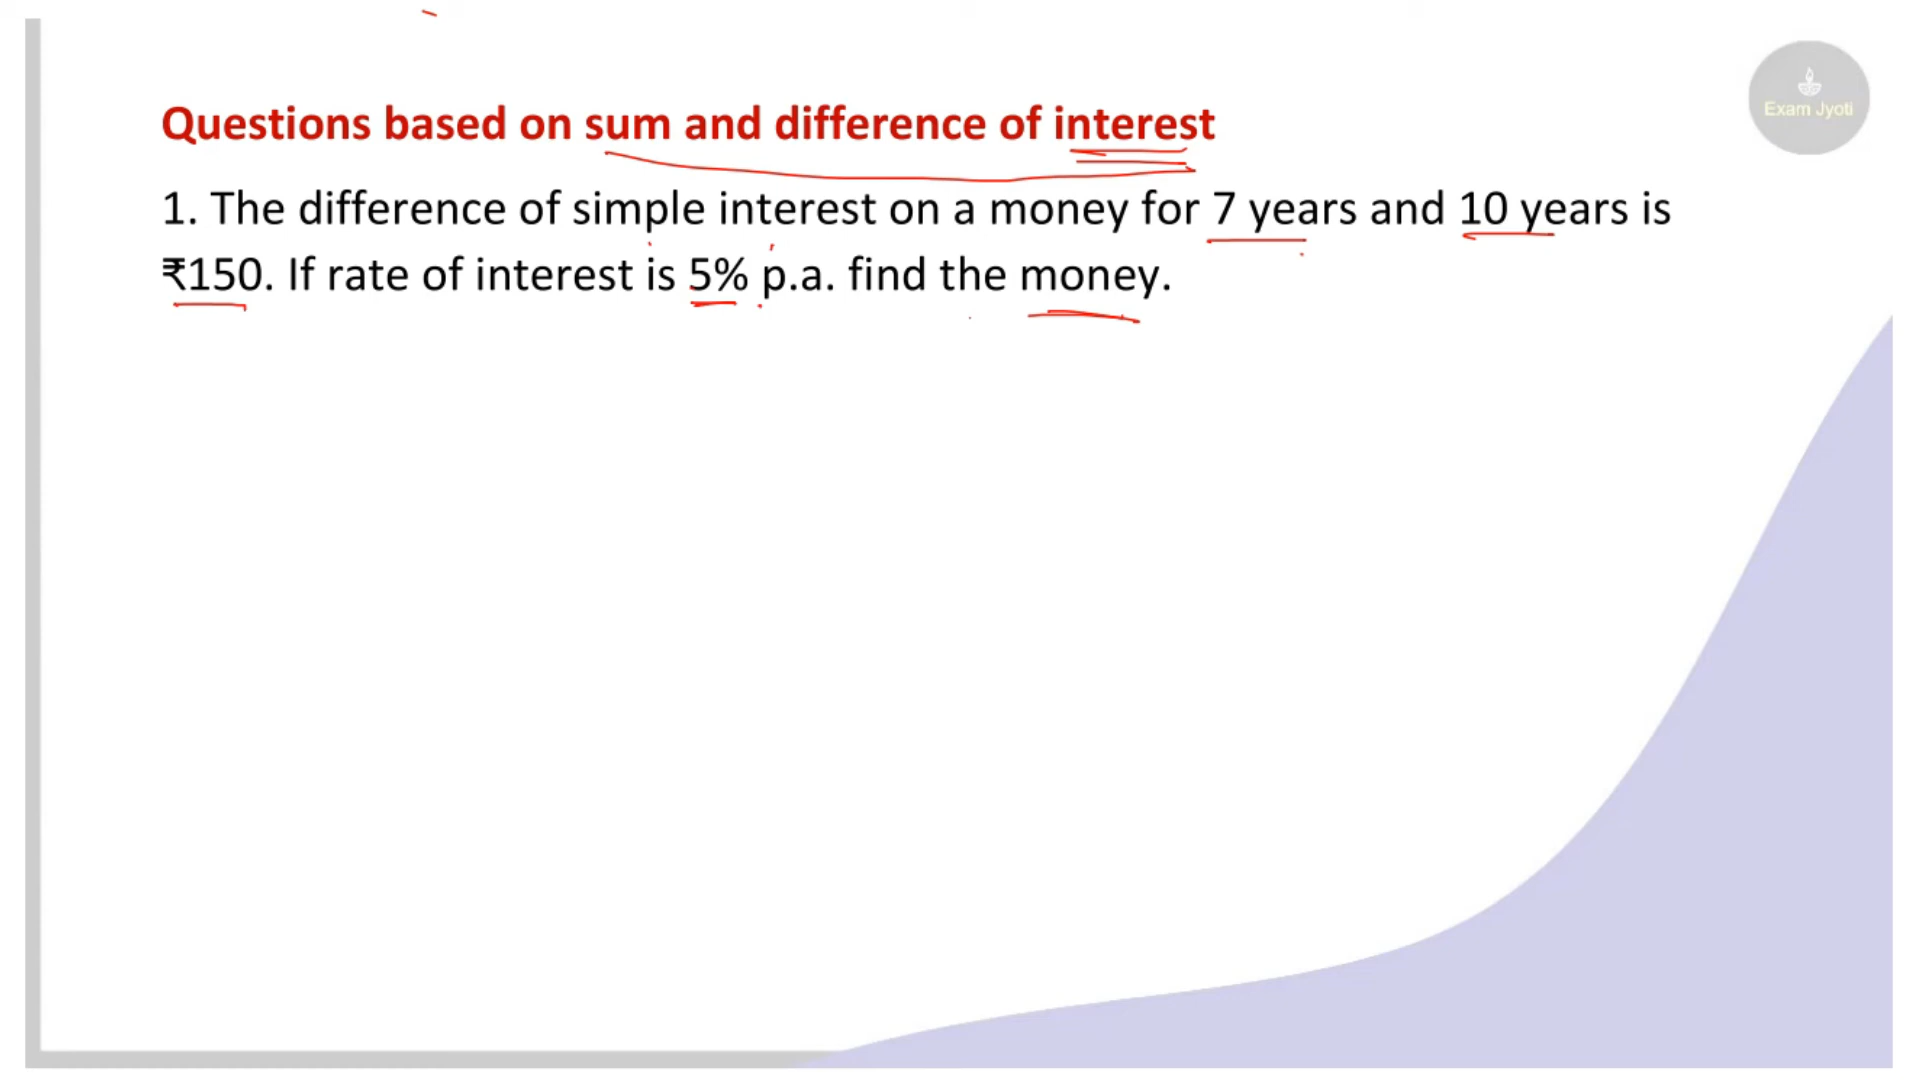 Exam Jyoti
Questions based on sum and difference of interest
1. The difference of simple interest on a money for 7 years and 10 years is
₹150. If rate of interest is 5% p.a. find the money.